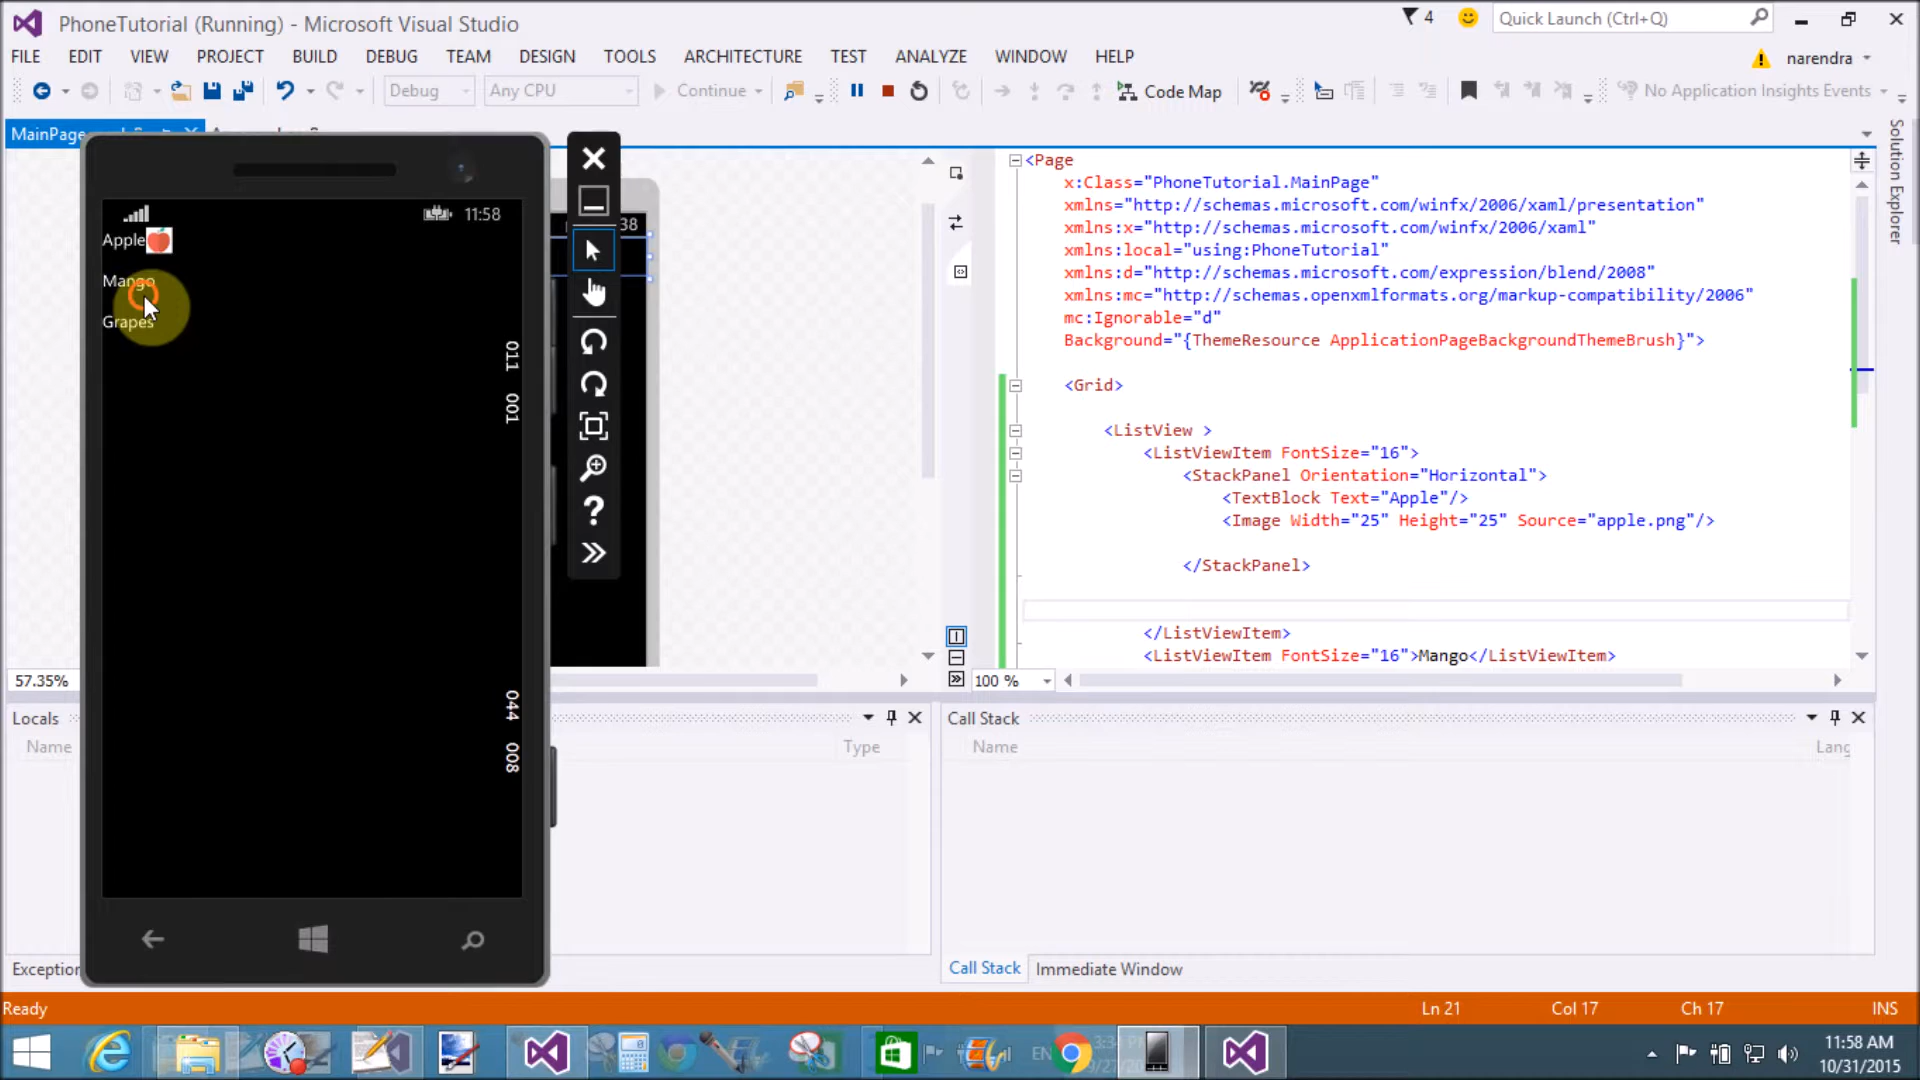 PhoneTutorial (Running) - Microsoft Visual Studio
4
Quick Launch (Ctrl+Q)
FILE EDIT VIEW PROJECT BUILD DEBUG TEAM DESIGN TOOLS ARCHITECTURE TEST ANALYZE WINDOW HELP
narendra
Debug
Any CPU
Continue
Code Map
No Application Insights Events
MainPage
Solution Explorer
11:58
Apple
Mango
Grapes
011 001
044 008
38
<Page
x:Class="PhoneTutorial.MainPage"
xmlns="http://schemas.microsoft.com/winfx/2006/xaml/presentation"
xmlns:x="http://schemas.microsoft.com/winfx/2006/xaml"
xmlns:local="using:PhoneTutorial"
xmlns:d="http://schemas.microsoft.com/expression/blend/2008"
xmlns:mc="http://schemas.openxmlformats.org/markup-compatibility/2006"
mc:Ignorable="d"
Background="{ThemeResource ApplicationPageBackgroundThemeBrush}">
<Grid>
<ListView >
<ListViewItem FontSize="16">
<StackPanel Orientation="Horizontal">
<TextBlock Text="Apple"/>
<Image Width="25" Height="25" Source="apple.png"/>
</StackPanel>
</ListViewItem>
<ListViewItem FontSize="16">Mango</ListViewItem>
57.35%
100 %
Locals
Name
Type
Call Stack
Name
Lang
Exception
Call Stack
Immediate Window
Ready
Ln 21
Col 17
Ch 17
INS
EN
11:58 AM
10/31/2015